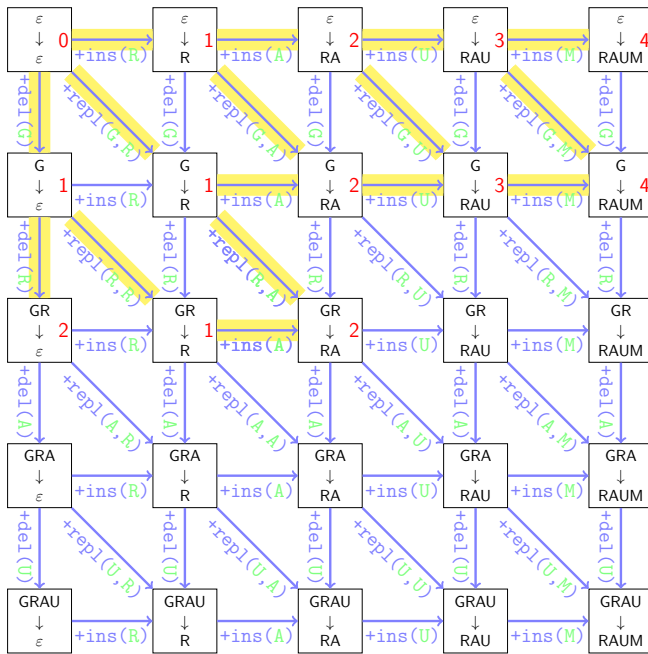 ε ε ε ε ε
↓ 0 ↓ 1 ↓ 2 ↓ 3 ↓ 4
ε R RA RAU RAUM
+ins(R) +ins(A) +ins(U) +ins(M)
+del(G) +repl(G,R) +del(G) +repl(G,A) +del(G) +repl(G,U) +del(G) +repl(G,M) +del(G)
G G G G G
↓ 1 ↓ 1 ↓ 2 ↓ 3 ↓ 4
ε R RA RAU RAUM
+ins(R) +ins(A) +ins(U) +ins(M)
+del(R) +repl(R,R) +del(R) +repl(R,A) +del(R) +repl(R,U) +del(R) +repl(R,M) +del(R)
GR GR GR GR GR
↓ 2 ↓ 1 ↓ 2 ↓ ↓
ε R RA RAU RAUM
+ins(R) +ins(A) +ins(U) +ins(M)
+del(A) +repl(A,R) +del(A) +repl(A,A) +del(A) +repl(A,U) +del(A) +repl(A,M) +del(A)
GRA GRA GRA GRA GRA
↓ ↓ ↓ ↓ ↓
ε R RA RAU RAUM
+ins(R) +ins(A) +ins(U) +ins(M)
+del(U) +repl(U,R) +del(U) +repl(U,A) +del(U) +repl(U,U) +del(U) +repl(U,M) +del(U)
GRAU GRAU GRAU GRAU GRAU
↓ ↓ ↓ ↓ ↓
ε R RA RAU RAUM
+ins(R) +ins(A) +ins(U) +ins(M)